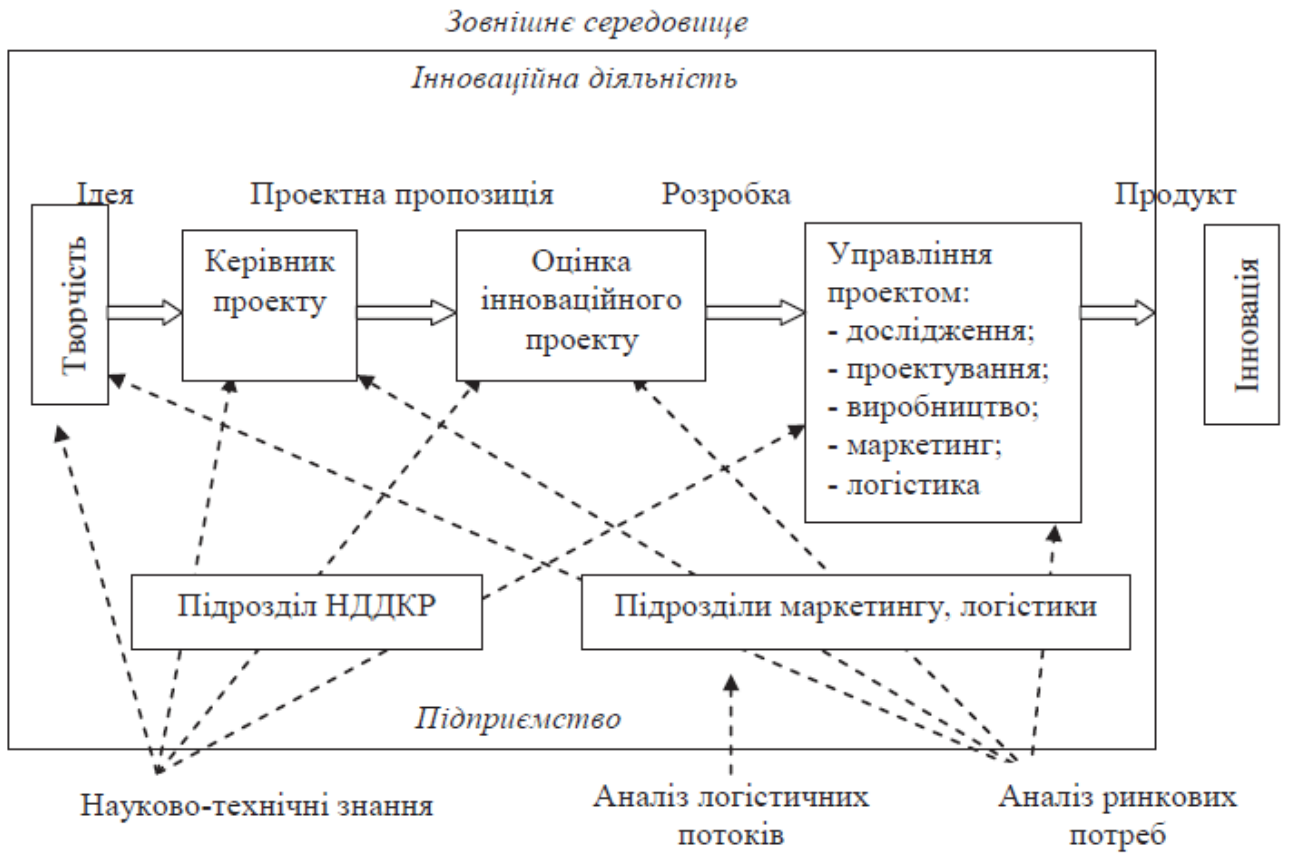 Зовнішнє середовище
Інноваційна діяльність
Ідея
Проектна пропозиція
Розробка
Продукт
Творчість
Керівник
проекту
Оцінка
інноваційного
проекту
Управління
проектом:
- дослідження;
- проектування;
- виробництво;
- маркетинг;
- логістика
Інновація
Підрозділ НДДКР
Підрозділи маркетингу, логістики
Підприємство
Науково-технічні знання
Аналіз логістичних
потоків
Аналіз ринкових
потреб